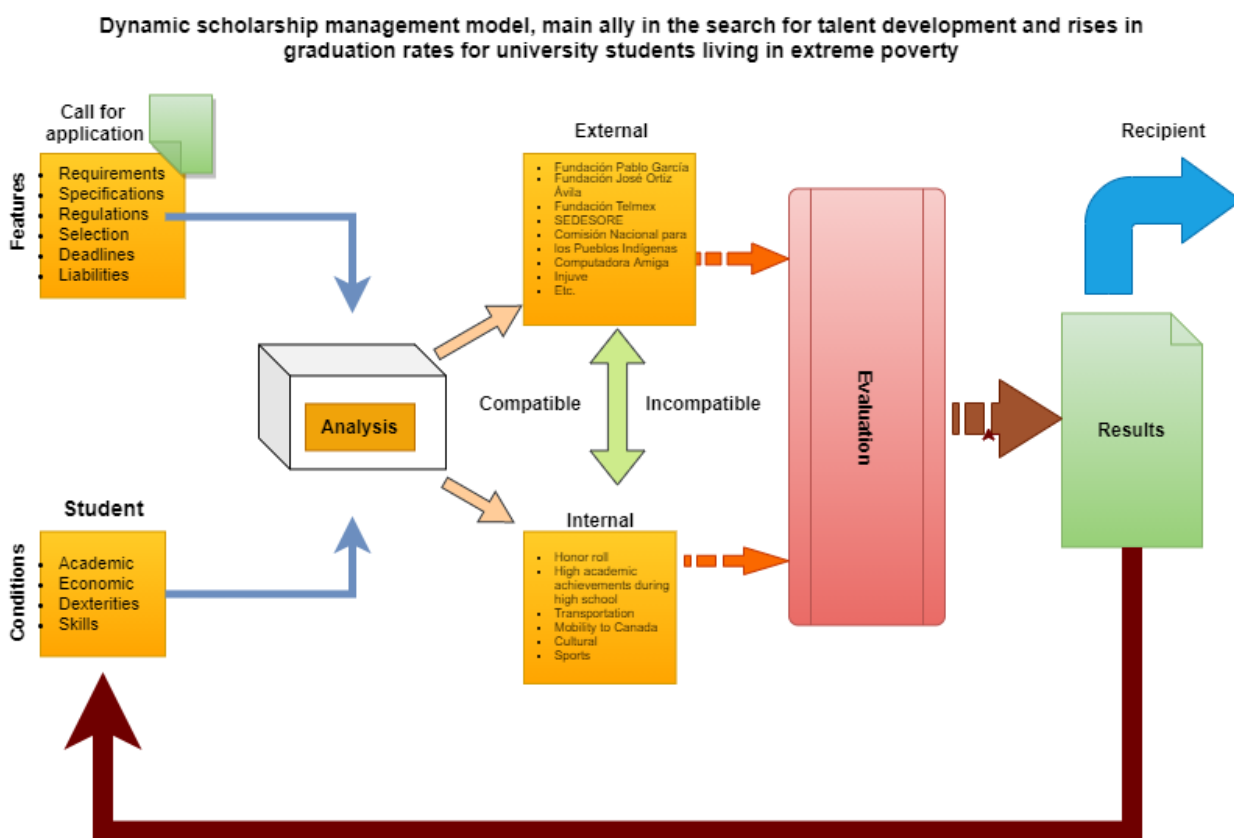 Dynamic scholarship management model, main ally in the search for talent development and rises in
graduation rates for university students living in extreme poverty
Call for
application
Features
• Requirements
• Specifications
• Regulations
• Selection
• Deadlines
• Liabilities
Student
Conditions
• Academic
• Economic
• Dexterities
• Skills
Analysis
External
• Fundación Pablo García
• Fundación José Ortiz
Ávila
• Fundación Telmex
• SEDESORE
• Comisión Nacional para
• los Pueblos Indígenas
• Computadora Amiga
• Injuve
• Etc.
Compatible
Incompatible
Internal
• Honor roll
• High academic
achievements during
high school
• Transportation
• Mobility to Canada
• Cultural
• Sports
Evaluation
Recipient
Results